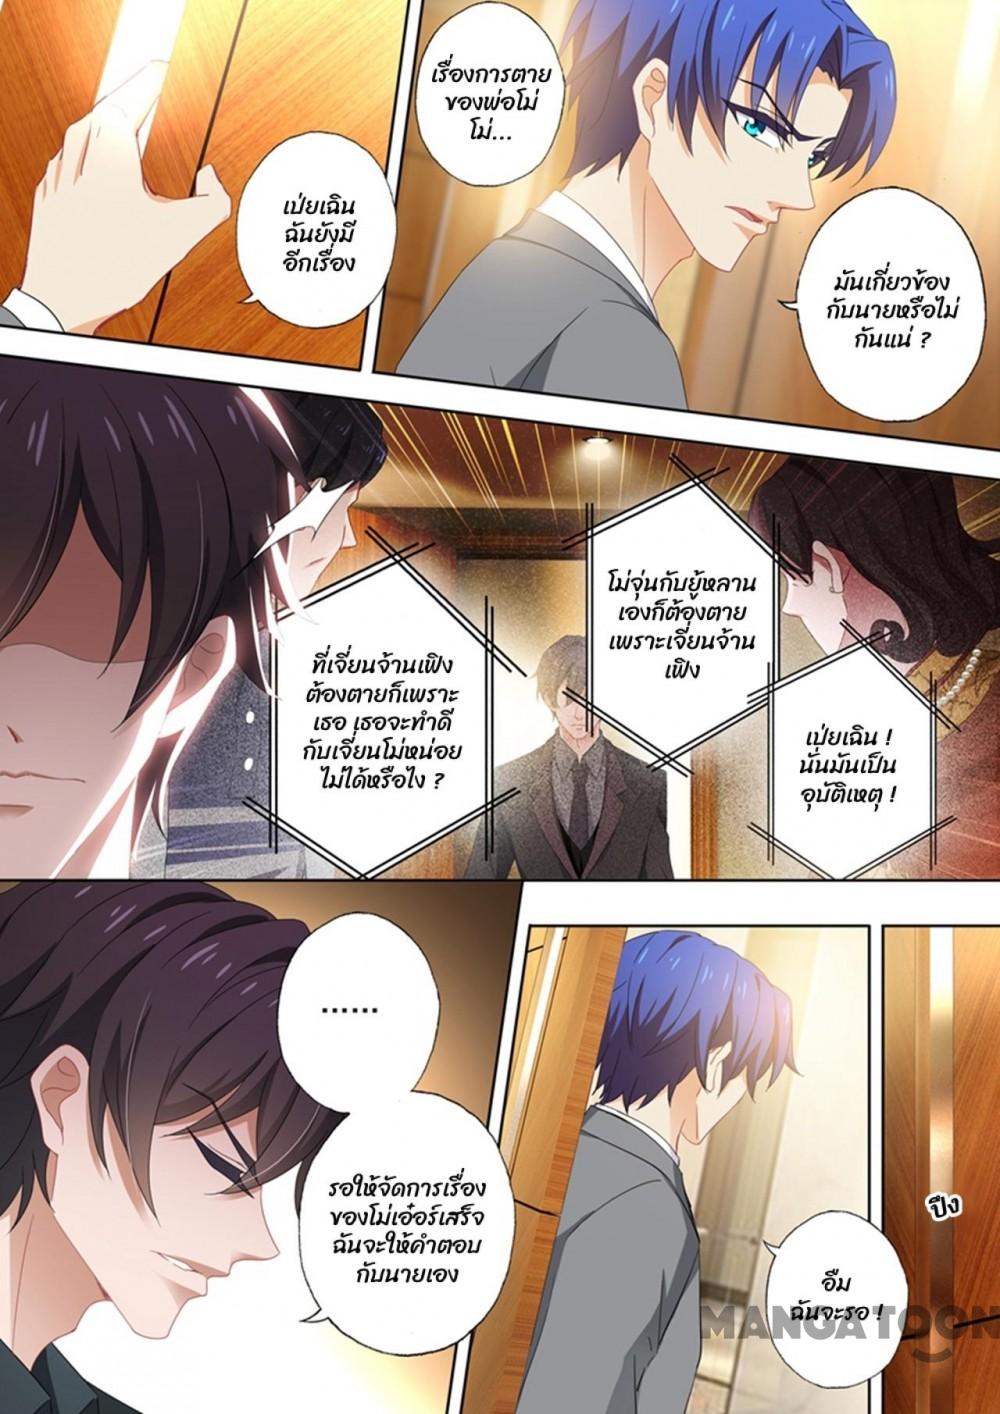 เป่ยเฉิน
ฉันยังมี
อีกเรื่อง
เรื่องการตาย
ของพ่อโม่
โม่...
มันเกี่ยวข้อง
กับนายหรือไม่
กันแน่ ?
ที่เจี่ยนจ้านเฟิง
ต้องตายก็เพราะ
เธอ เธอจะทำดี
กับเจี่ยนโม่หน่อย
ไม่ได้หรือไง ?
โม่จุ่นกับยู้หลาน
เองก็ต้องตาย
เพราะเจี่ยนจ้าน
เฟิง
เป่ยเฉิน !
นั่นมันเป็น
อุบัติเหตุ !
......
รอให้จัดการเรื่อง
ของโม่เอ๋อร์เสร็จ
ฉันจะให้คำตอบ
กับนายเอง
อืม
ฉันจะรอ !
ปึง
MANGATOON